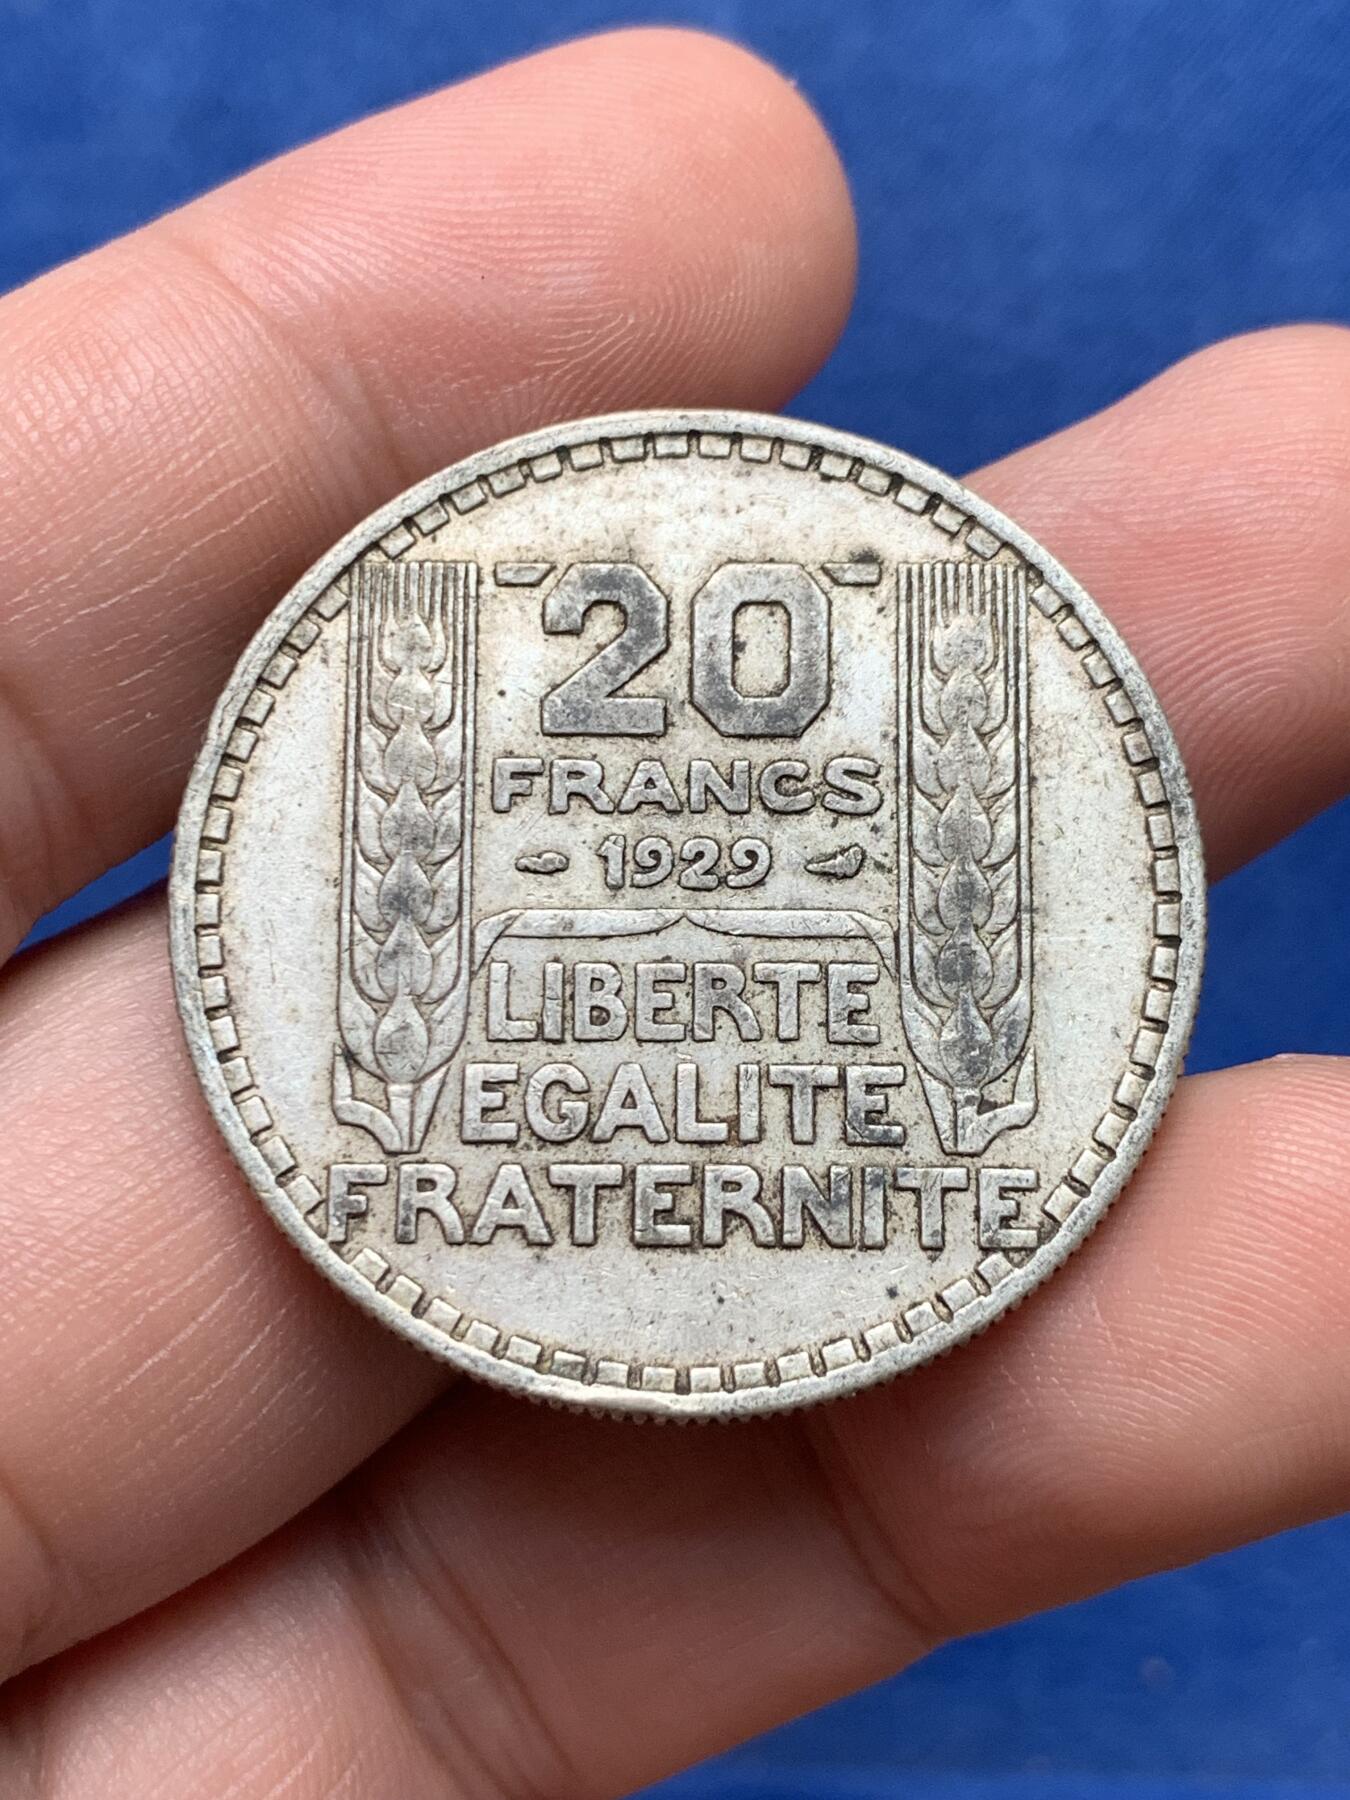 20
FRANCS
1929
LIBERTE
EGALITE
FRATERNITE